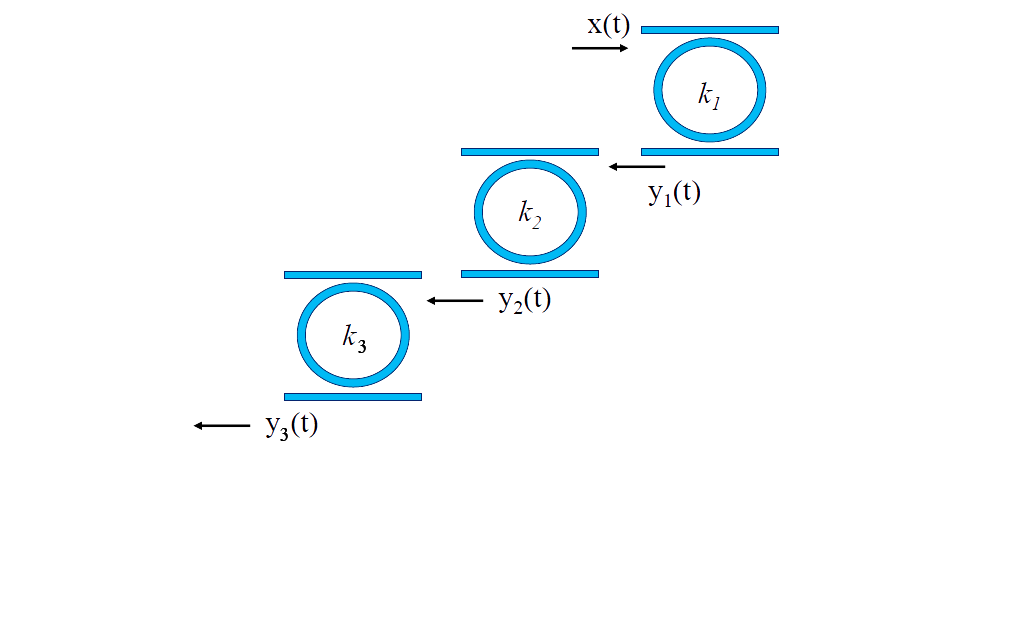 x(t)
k₁
y₁(t)
k₂
y₂(t)
k₃
y₃(t)